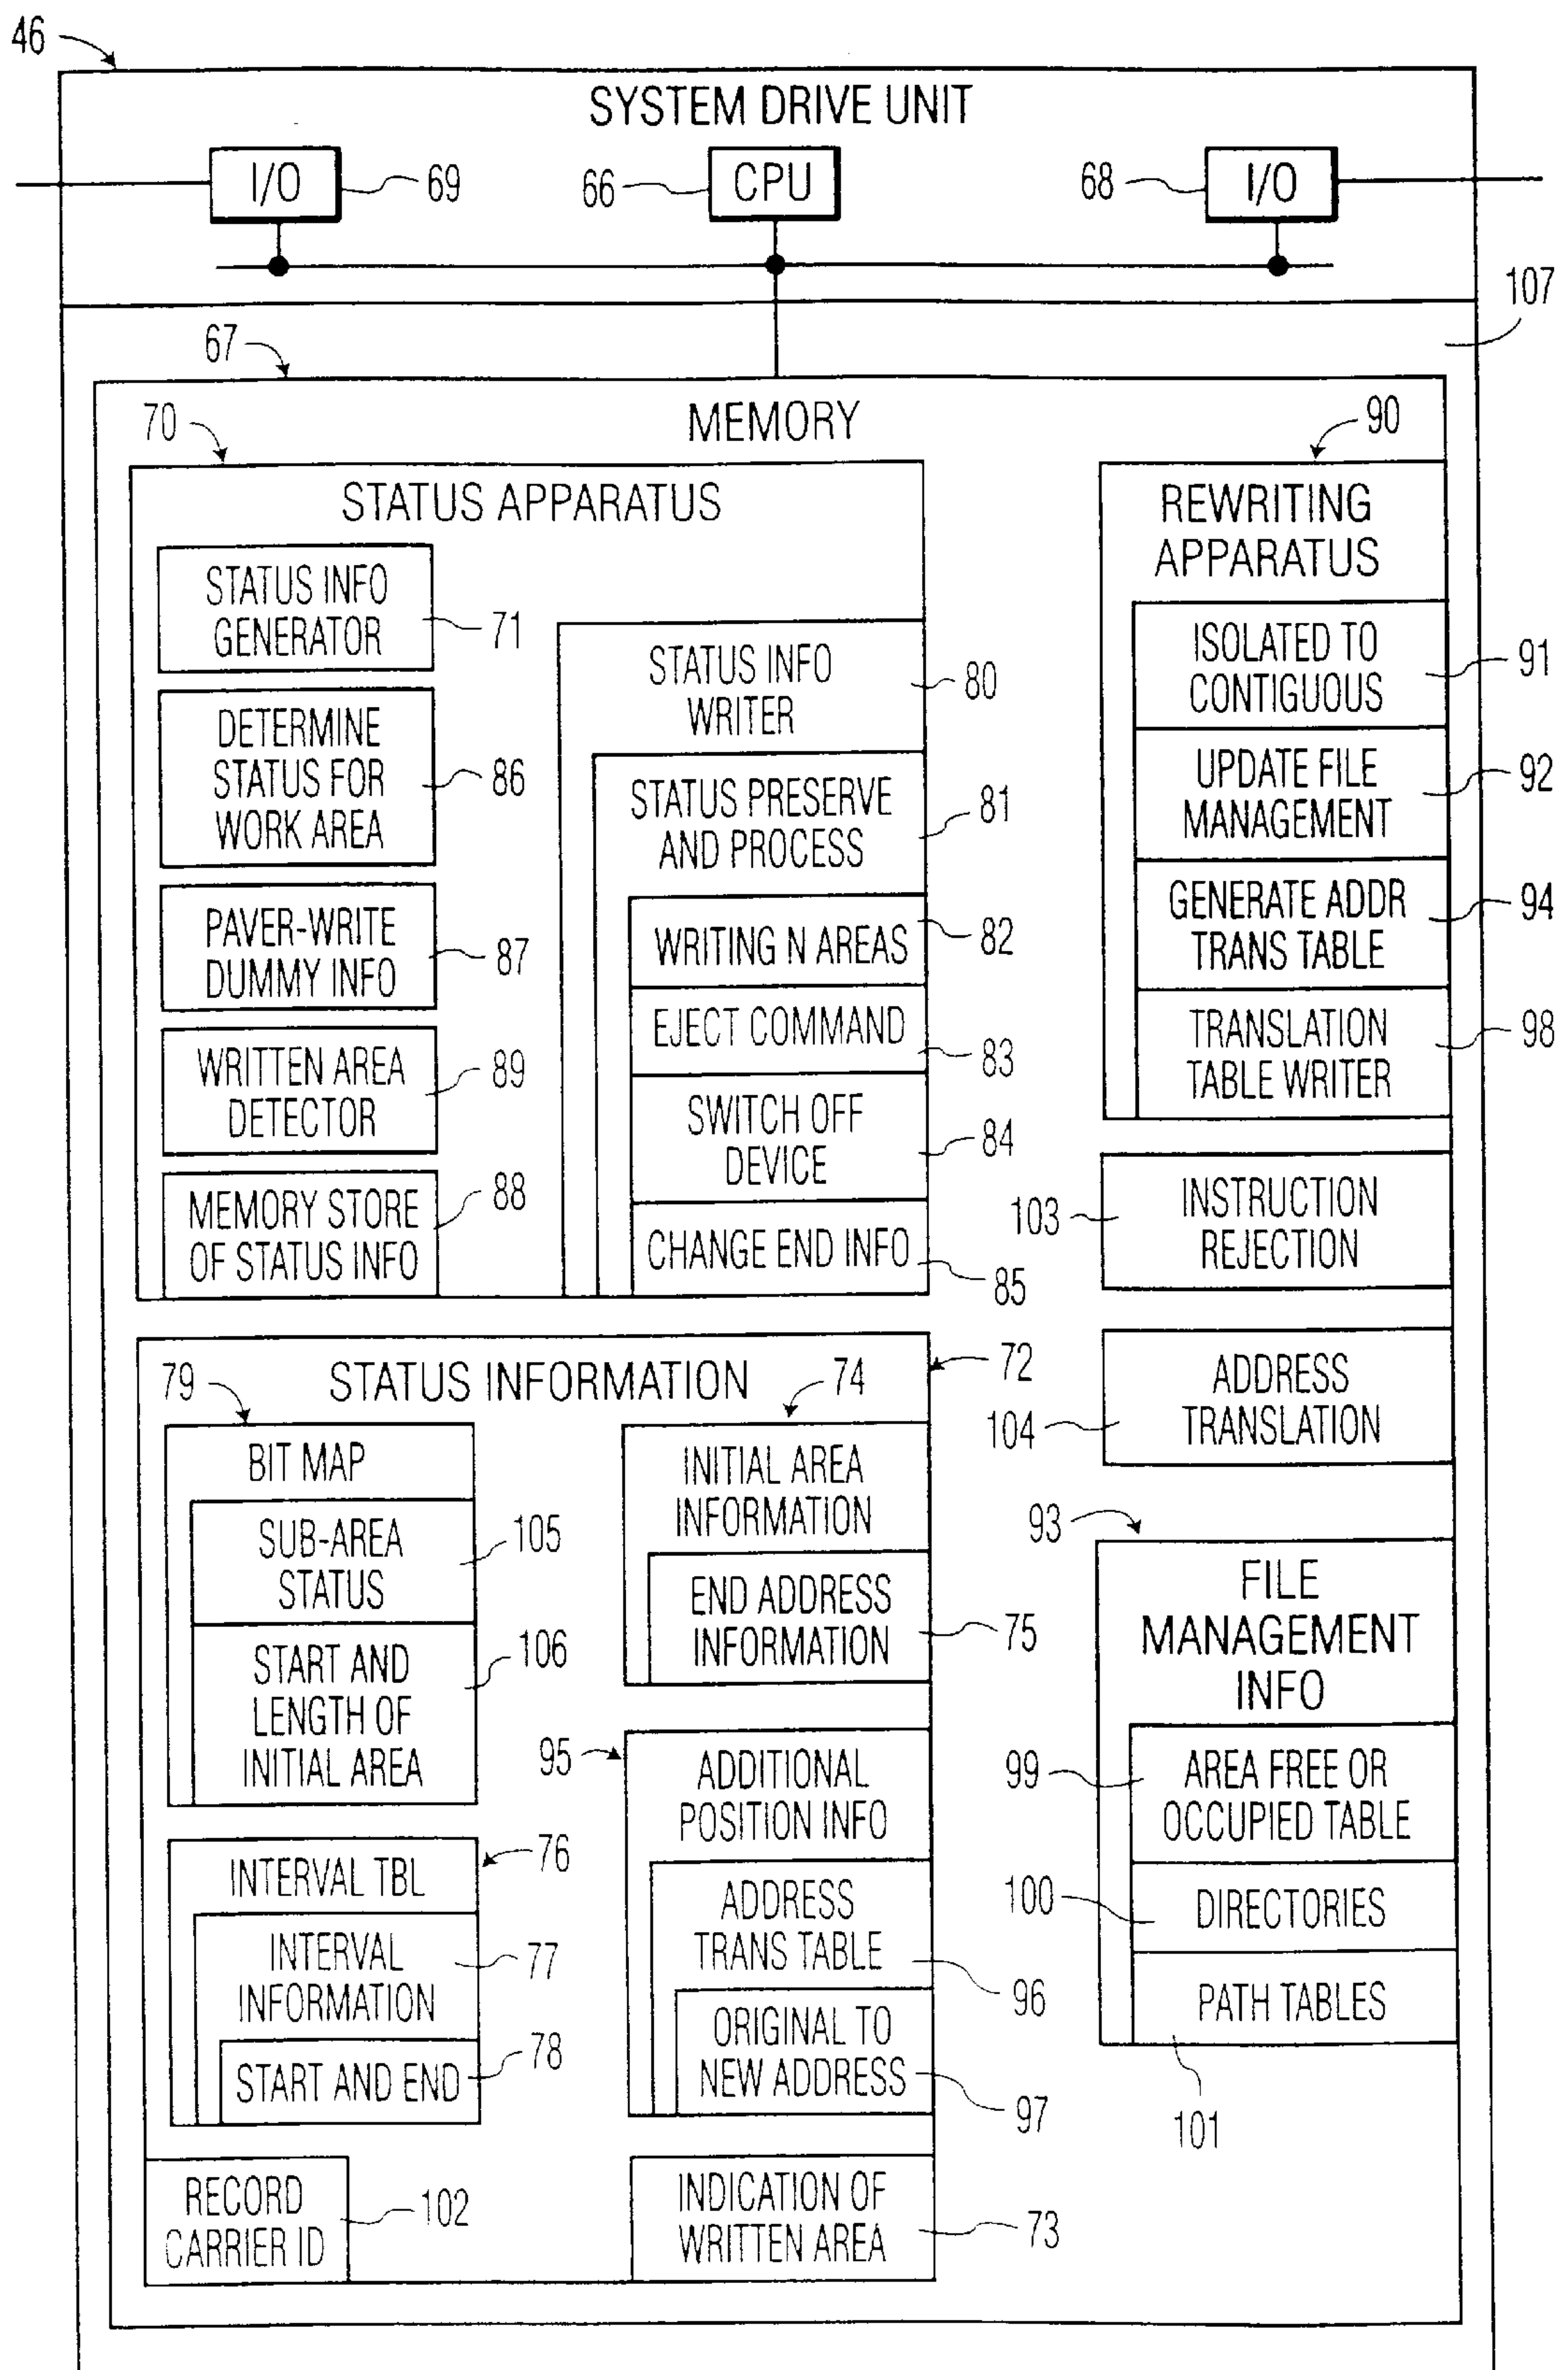 46
SYSTEM DRIVE UNIT
I/O
69
66
CPU
68
I/O
107
67
MEMORY
70
STATUS APPARATUS
STATUS INFO
GENERATOR
71
DETERMINE
STATUS FOR
WORK AREA
86
PAVER-WRITE
DUMMY INFO
87
WRITTEN AREA
DETECTOR
89
MEMORY STORE
OF STATUS INFO
88
STATUS INFO
WRITER
80
STATUS PRESERVE
AND PROCESS
81
WRITING N AREAS
82
EJECT COMMAND
83
SWITCH OFF
DEVICE
84
CHANGE END INFO
85
90
REWRITING
APPARATUS
ISOLATED TO
CONTIGUOUS
91
UPDATE FILE
MANAGEMENT
92
GENERATE ADDR
TRANS TABLE
94
TRANSLATION
TABLE WRITER
98
103
INSTRUCTION
REJECTION
104
ADDRESS
TRANSLATION
72
STATUS INFORMATION
79
BIT MAP
SUB-AREA
STATUS
105
START AND
LENGTH OF
INITIAL AREA
106
74
INITIAL AREA
INFORMATION
END ADDRESS
INFORMATION
75
76
INTERVAL TBL
INTERVAL
INFORMATION
77
START AND END
78
95
ADDITIONAL
POSITION INFO
ADDRESS
TRANS TABLE
96
ORIGINAL TO
NEW ADDRESS
97
RECORD
CARRIER ID
102
INDICATION OF
WRITTEN AREA
73
93
FILE
MANAGEMENT
INFO
99
AREA FREE OR
OCCUPIED TABLE
100
DIRECTORIES
PATH TABLES
101